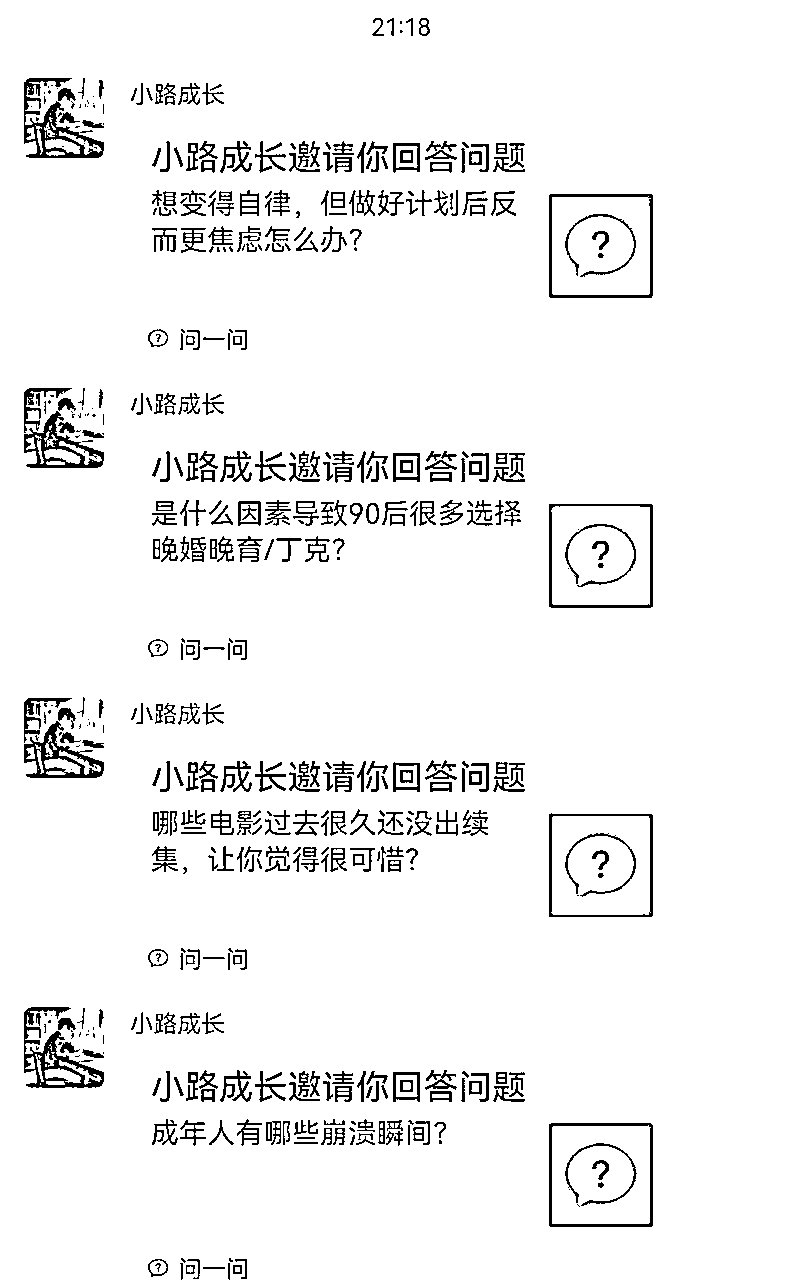 21:18
小路成长
小路成长邀请你回答问题
想变得自律，但做好计划后反
而更焦虑怎么办？
?
? 问一问
小路成长
小路成长邀请你回答问题
是什么因素导致90后很多选择
晚婚晚育/丁克？
?
? 问一问
小路成长
小路成长邀请你回答问题
哪些电影过去很久还没出续
集，让你觉得很可惜？
?
? 问一问
小路成长
小路成长邀请你回答问题
成年人有哪些崩溃瞬间？
?
? 问一问